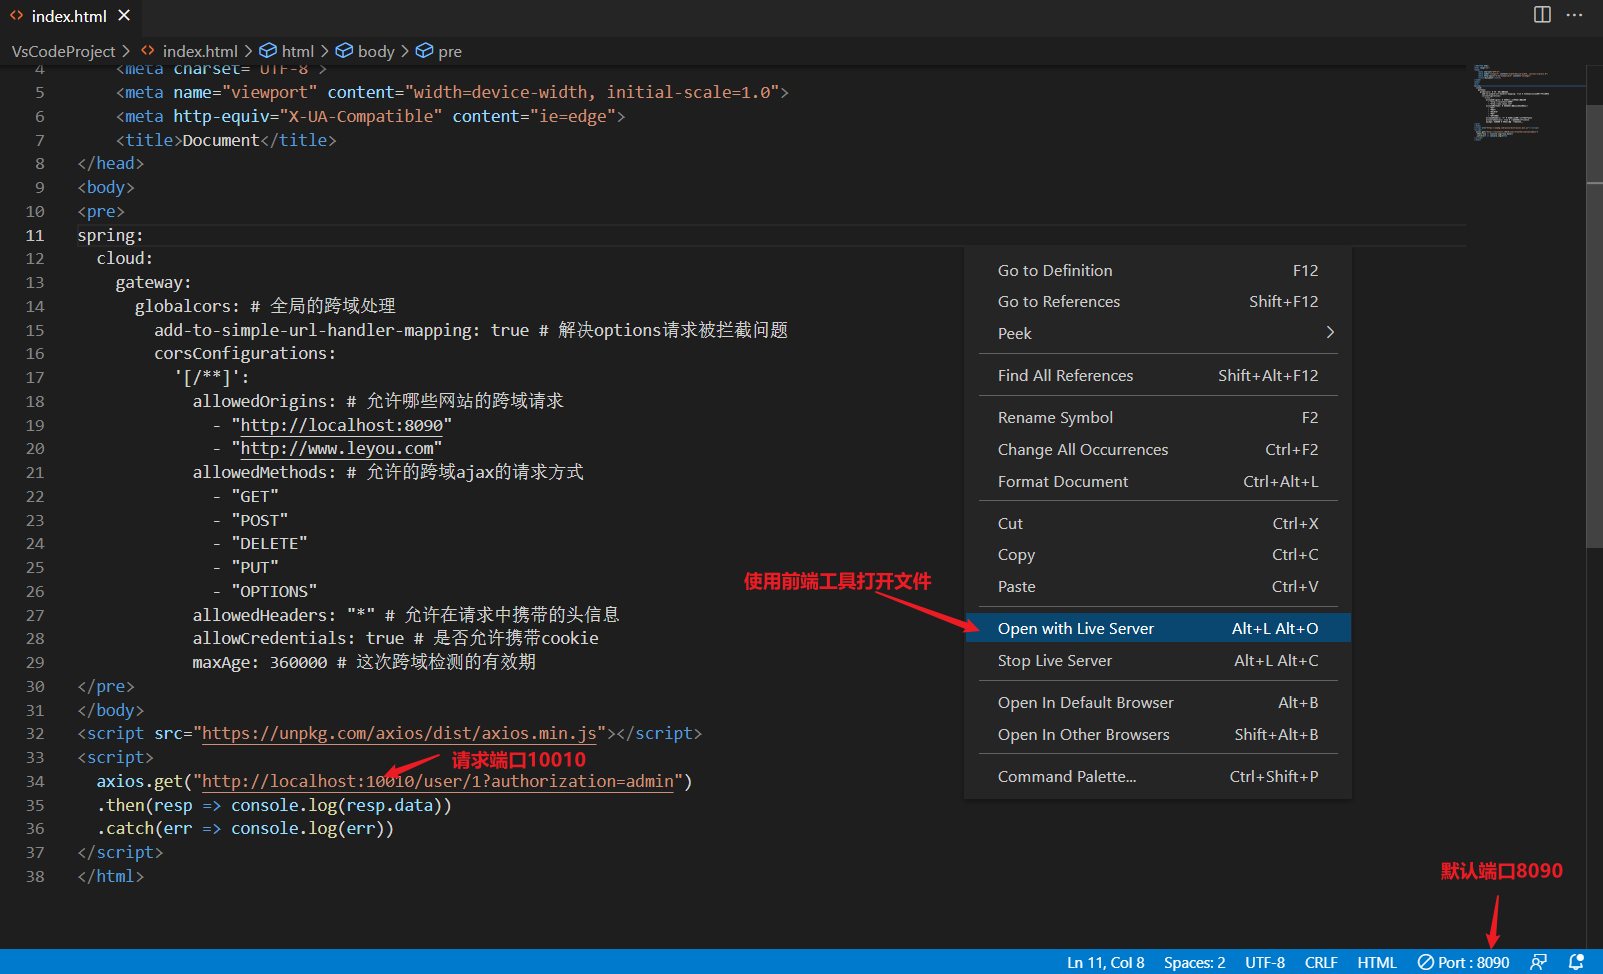 index.html
VsCodeProject > index.html > html > body > pre
4 <meta charset="UTF-8">
5 <meta name="viewport" content="width=device-width, initial-scale=1.0">
6 <meta http-equiv="X-UA-Compatible" content="ie=edge">
7 <title>Document</title>
8 </head>
9 <body>
10 <pre>
11 spring:
12 cloud:
13 gateway:
14 globalcors: # 全局的跨域处理
15 add-to-simple-url-handler-mapping: true # 解决options请求被拦截问题
16 corsConfigurations:
17 '[/**]':
18 allowedOrigins: # 允许哪些网站的跨域请求
19 - "http://localhost:8090"
20 - "http://www.leyou.com"
21 allowedMethods: # 允许的跨域ajax的请求方式
22 - "GET"
23 - "POST"
24 - "DELETE"
25 - "PUT"
26 - "OPTIONS"
27 allowedHeaders: "*" # 允许在请求中携带的头信息
28 allowCredentials: true # 是否允许携带cookie
29 maxAge: 360000 # 这次跨域检测的有效期
30 </pre>
31 </body>
32 <script src="https://unpkg.com/axios/dist/axios.min.js"></script>
33 <script>
请求端口10010
34 axios.get("http://localhost:10010/user/1?authorization=admin")
35 .then(resp => console.log(resp.data))
36 .catch(err => console.log(err))
37 </script>
38 </html>
Go to Definition F12
Go to References Shift+F12
Peek
Find All References Shift+Alt+F12
Rename Symbol F2
Change All Occurrences Ctrl+F2
Format Document Ctrl+Alt+L
Cut Ctrl+X
Copy Ctrl+C
Paste Ctrl+V
使用前端工具打开文件
Open with Live Server Alt+L Alt+O
Stop Live Server Alt+L Alt+C
Open In Default Browser Alt+B
Open In Other Browsers Shift+Alt+B
Command Palette... Ctrl+Shift+P
默认端口8090
Ln 11, Col 8 Spaces: 2 UTF-8 CRLF HTML Port : 8090